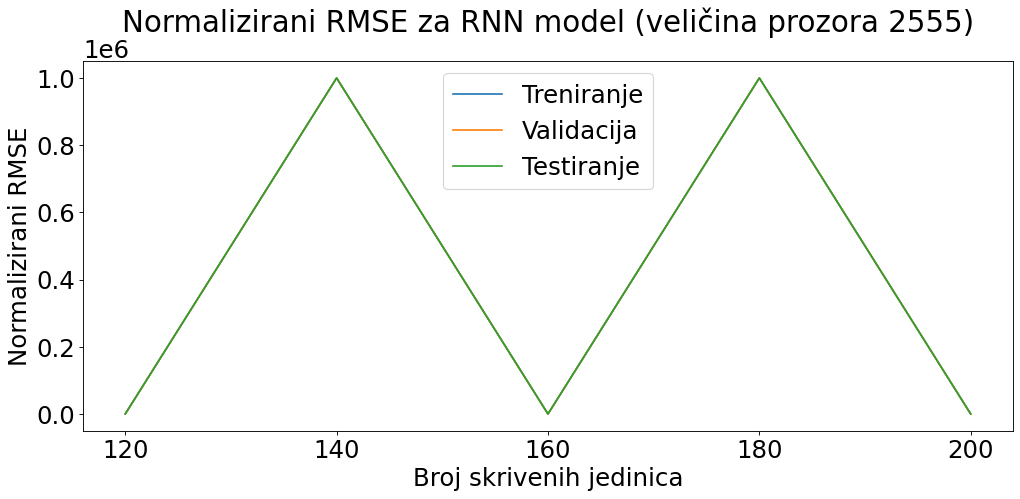 Normalizirani RMSE za RNN model (veličina prozora 2555)
1e6
1.0
0.8
0.6
0.4
0.2
0.0
Normalizirani RMSE
Treniranje
Validacija
Testiranje
120 140 160 180 200
Broj skrivenih jedinica